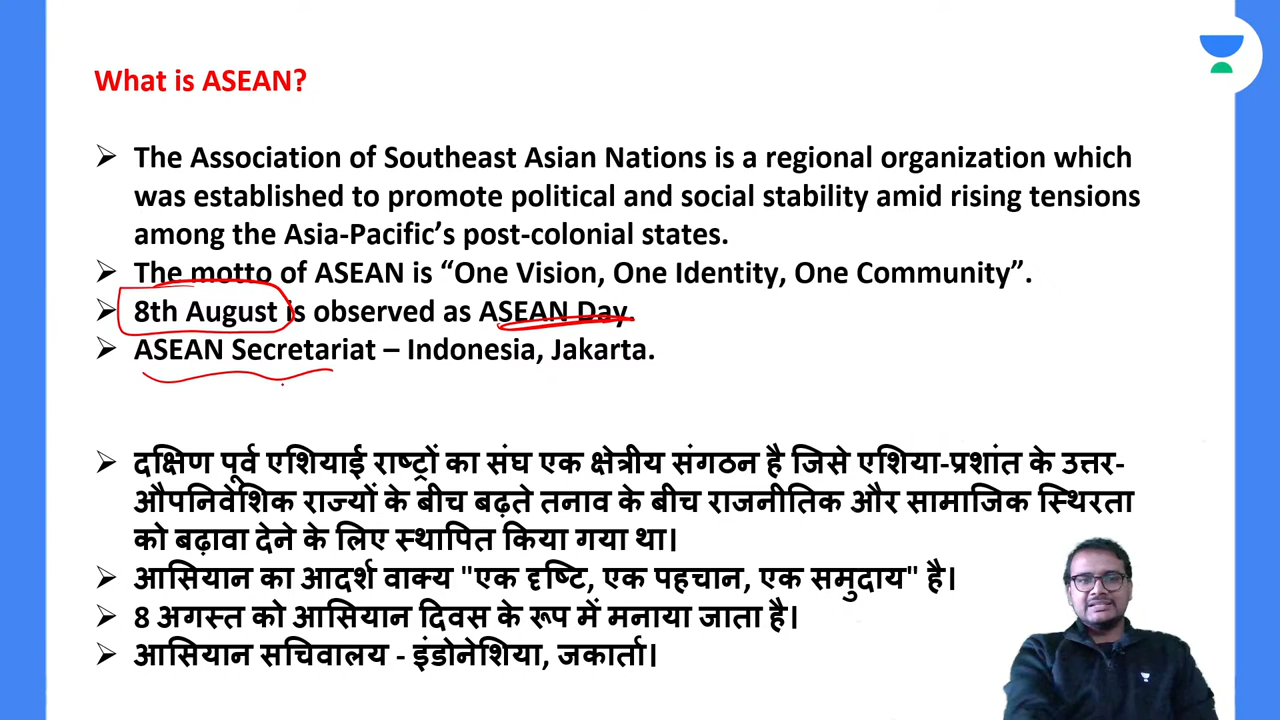 What is ASEAN?
➢ The Association of Southeast Asian Nations is a regional organization which
was established to promote political and social stability amid rising tensions
among the Asia-Pacific’s post-colonial states.
➢ The motto of ASEAN is “One Vision, One Identity, One Community”.
➢ 8th August is observed as ASEAN Day.
➢ ASEAN Secretariat – Indonesia, Jakarta.
➢ दक्षिण पूर्व एशियाई राष्ट्रों का संघ एक क्षेत्रीय संगठन है जिसे एशिया-प्रशांत के उत्तर-
औपनिवेशिक राज्यों के बीच बढ़ते तनाव के बीच राजनीतिक और सामाजिक स्थिरता
को बढ़ावा देने के लिए स्थापित किया गया था।
➢ आसियान का आदर्श वाक्य "एक दृष्टि, एक पहचान, एक समुदाय" है।
➢ 8 अगस्त को आसियान दिवस के रूप में मनाया जाता है।
➢ आसियान सचिवालय - इंडोनेशिया, जकार्ता।